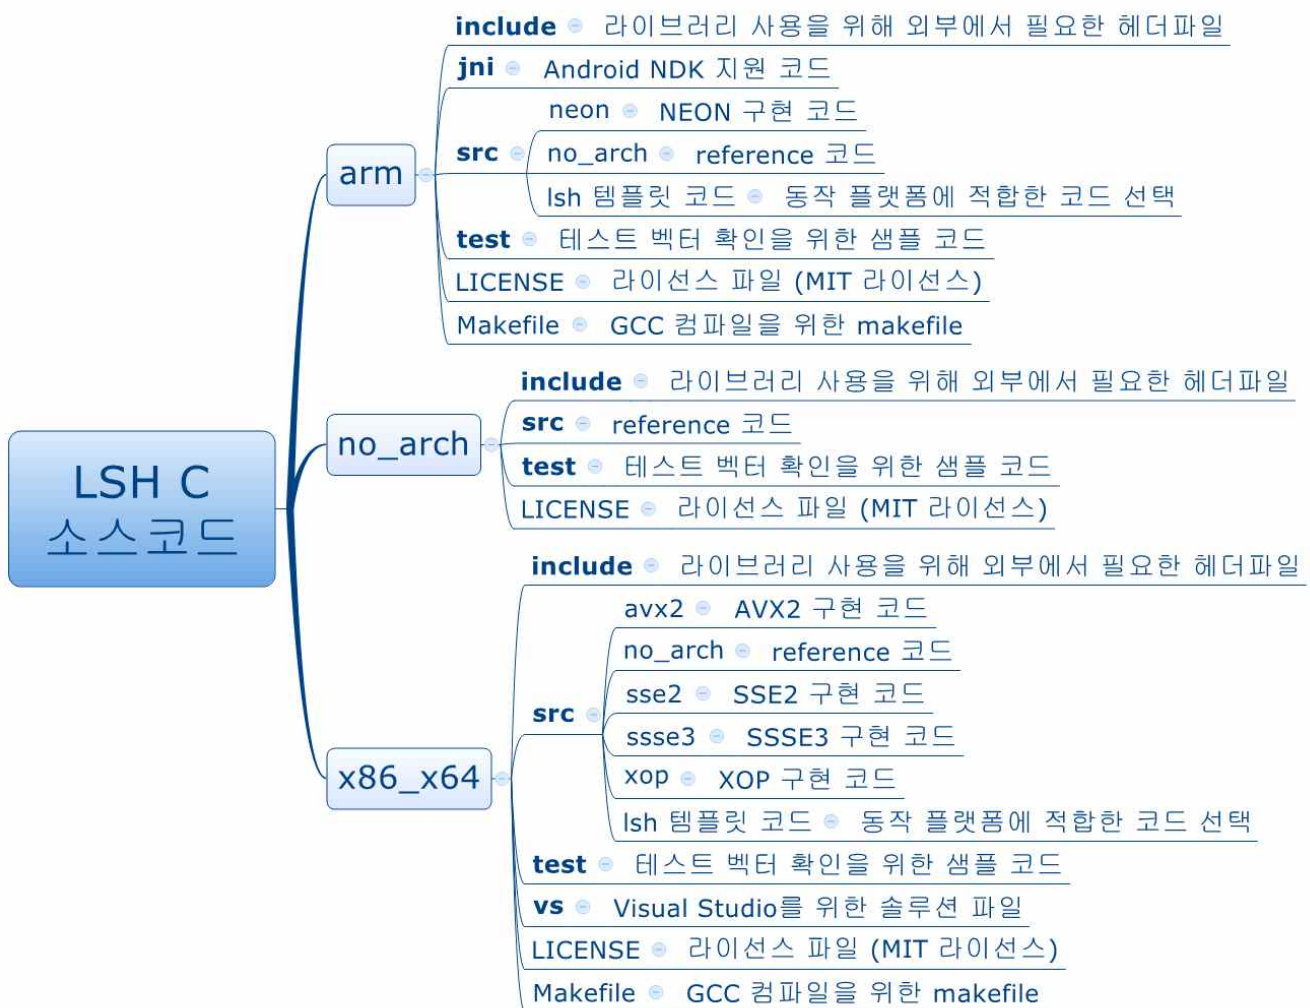 LSH C
소스코드
arm
include 라이브러리 사용을 위해 외부에서 필요한 헤더파일
jni Android NDK 지원 코드
src
neon NEON 구현 코드
no_arch reference 코드
lsh 템플릿 코드 동작 플랫폼에 적합한 코드 선택
test 테스트 벡터 확인을 위한 샘플 코드
LICENSE 라이선스 파일 (MIT 라이선스)
Makefile GCC 컴파일을 위한 makefile
no_arch
include 라이브러리 사용을 위해 외부에서 필요한 헤더파일
src reference 코드
test 테스트 벡터 확인을 위한 샘플 코드
LICENSE 라이선스 파일 (MIT 라이선스)
x86_x64
include 라이브러리 사용을 위해 외부에서 필요한 헤더파일
src
avx2 AVX2 구현 코드
no_arch reference 코드
sse2 SSE2 구현 코드
ssse3 SSSE3 구현 코드
xop XOP 구현 코드
lsh 템플릿 코드 동작 플랫폼에 적합한 코드 선택
test 테스트 벡터 확인을 위한 샘플 코드
vs Visual Studio를 위한 솔루션 파일
LICENSE 라이선스 파일 (MIT 라이선스)
Makefile GCC 컴파일을 위한 makefile